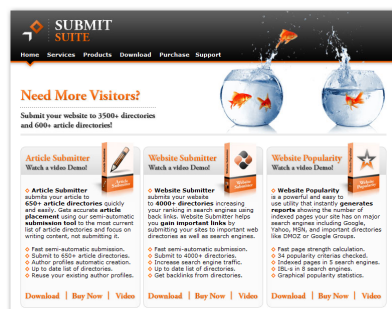 SUBMIT
SUITE
Home Services Products Download Purchase Support
Need More Visitors?
Submit your website to 3500+ directories
and 600+ article directories!
Article Submitter
Watch a video Demo!
Article Submitter
submits your article to
650+ article directories quickly
and easily. Gets accurate article
placement using our semi-automatic
submission tool to the most current
list of article directories and focus on
writing content, not submitting it.
Fast semi-automatic submission.
Submit to 650+ article directories.
Author profiles automatic creation.
Up to date list of directories.
Reuse your existing author profiles.
Download | Buy Now | Video
Website Submitter
Watch a video Demo!
Website Submitter
submits your website
to 4000+ directories increasing
your ranking in search engines using
back links. Website Submitter helps
you gain important links by
submitting your sites to important web
directories as well as search engines.
Fast semi-automatic submission.
Submit to 4000+ directories.
Increase search engine traffic.
Up to date list of directories.
Get backlinks from directories.
Download | Buy Now | Video
Website Popularity
Watch a video Demo!
Website Popularity
is a powerful and easy to
use utility that instantly generates
reports showing the number of
indexed pages your site has on major
search engines including Google,
Yahoo, MSN, and important directories
like DMOZ or Google Groups.
Fast page strength calculation.
34 popularity criterias checked.
Indexed pages in 5 search engines.
IBL-s in 8 search engines.
Graphical popularity statistics.
Download | Buy Now | Video